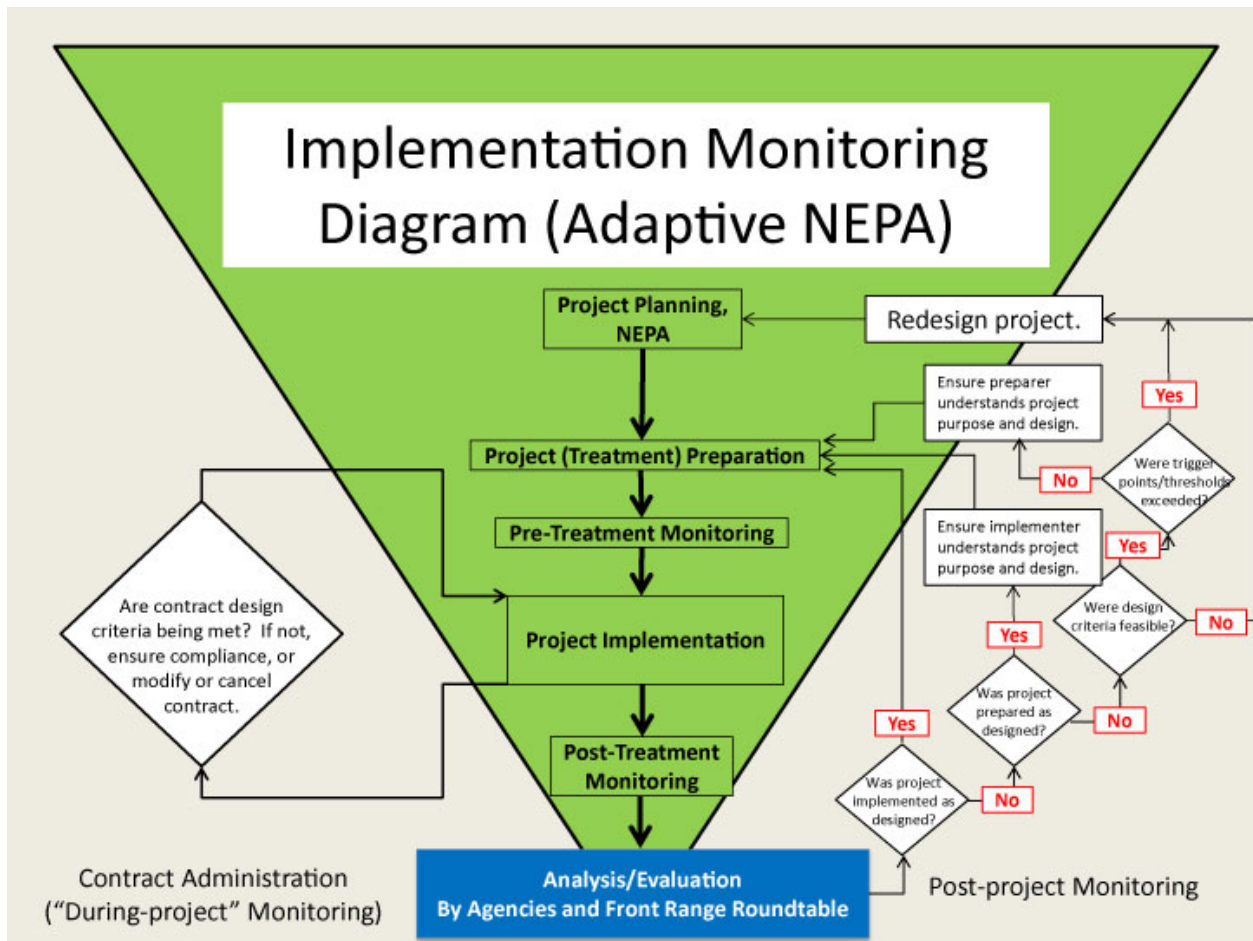 Implementation Monitoring
Diagram (Adaptive NEPA)
Project Planning,
NEPA
Redesign project.
Ensure preparer
understands project
purpose and design.
Yes
Project (Treatment) Preparation
Were trigger
points/thresholds
exceeded?
No
Pre-Treatment Monitoring
Ensure implementer
understands project
purpose and design.
Yes
Are contract design
criteria being met? If not,
ensure compliance, or
modify or cancel
contract.
Project Implementation
Were design
criteria feasible?
No
Yes
Was project
prepared as
designed?
No
Post-Treatment
Monitoring
Yes
Was project
implemented as
designed?
No
Contract Administration
(“During-project” Monitoring)
Analysis/Evaluation
By Agencies and Front Range Roundtable
Post-project Monitoring